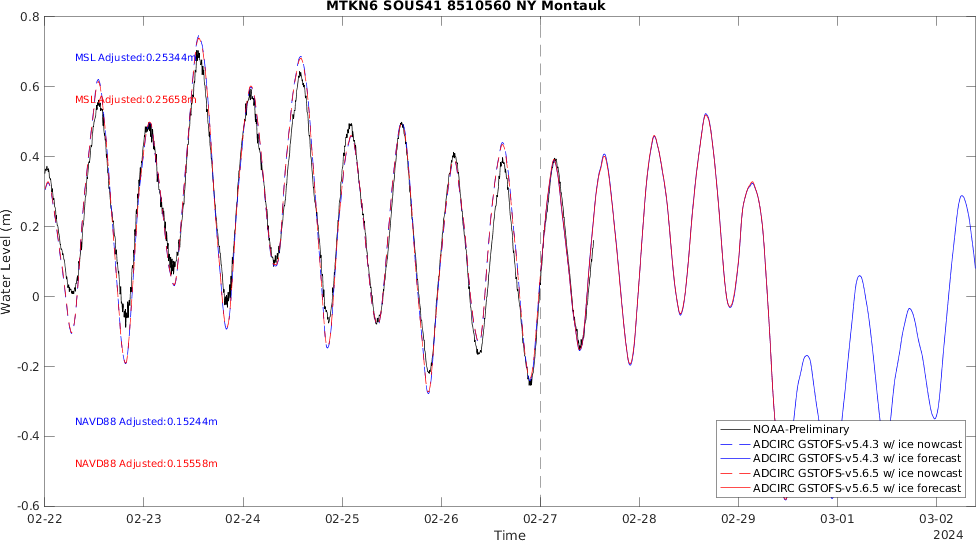 MTKN6 SOUS41 8510560 NY Montauk
0.8
0.6
0.4
0.2
0
-0.2
-0.4
-0.6
Water Level (m)
MSL Adjusted:0.25344m
MSL Adjusted:0.25658m
NAVD88 Adjusted:0.15244m
NAVD88 Adjusted:0.15558m
NOAA-Preliminary
ADCIRC GSTOFS-v5.4.3 w/ ice nowcast
ADCIRC GSTOFS-v5.4.3 w/ ice forecast
ADCIRC GSTOFS-v5.6.5 w/ ice nowcast
ADCIRC GSTOFS-v5.6.5 w/ ice forecast
02-22 02-23 02-24 02-25 02-26 02-27 02-28 02-29 03-01 03-02
Time
2024